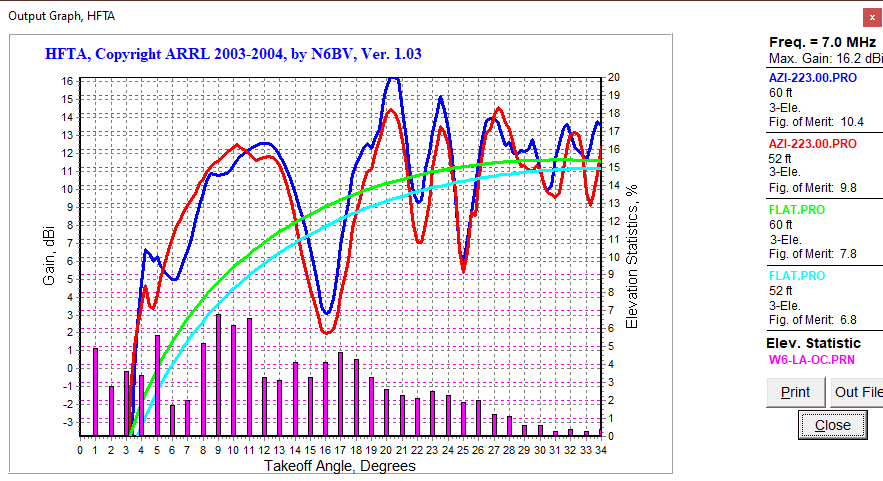 Output Graph, HFTA
x
HFTA, Copyright ARRL 2003-2004, by N6BV, Ver. 1.03
16
15
14
13
12
11
10
9
8
7
6
5
4
3
2
1
0
-1
-2
-3
Gain, dBi
20
19
18
17
16
15
14
13
12
11
10
9
8
7
6
5
4
3
2
1
0
Elevation Statistics, %
0 1 2 3 4 5 6 7 8 9 10 11 12 13 14 15 16 17 18 19 20 21 22 23 24 25 26 27 28 29 30 31 32 33 34
Takeoff Angle, Degrees
Freq. = 7.0 MHz
Max. Gain: 16.2 dBi
AZI-223.00.PRO
60 ft
3-Ele.
Fig. of Merit: 10.4
AZI-223.00.PRO
52 ft
3-Ele.
Fig. of Merit: 9.8
FLAT.PRO
60 ft
3-Ele.
Fig. of Merit: 7.8
FLAT.PRO
52 ft
3-Ele.
Fig. of Merit: 6.8
Elev. Statistic
W6-LA-OC.PRN
Print
Out File
Close